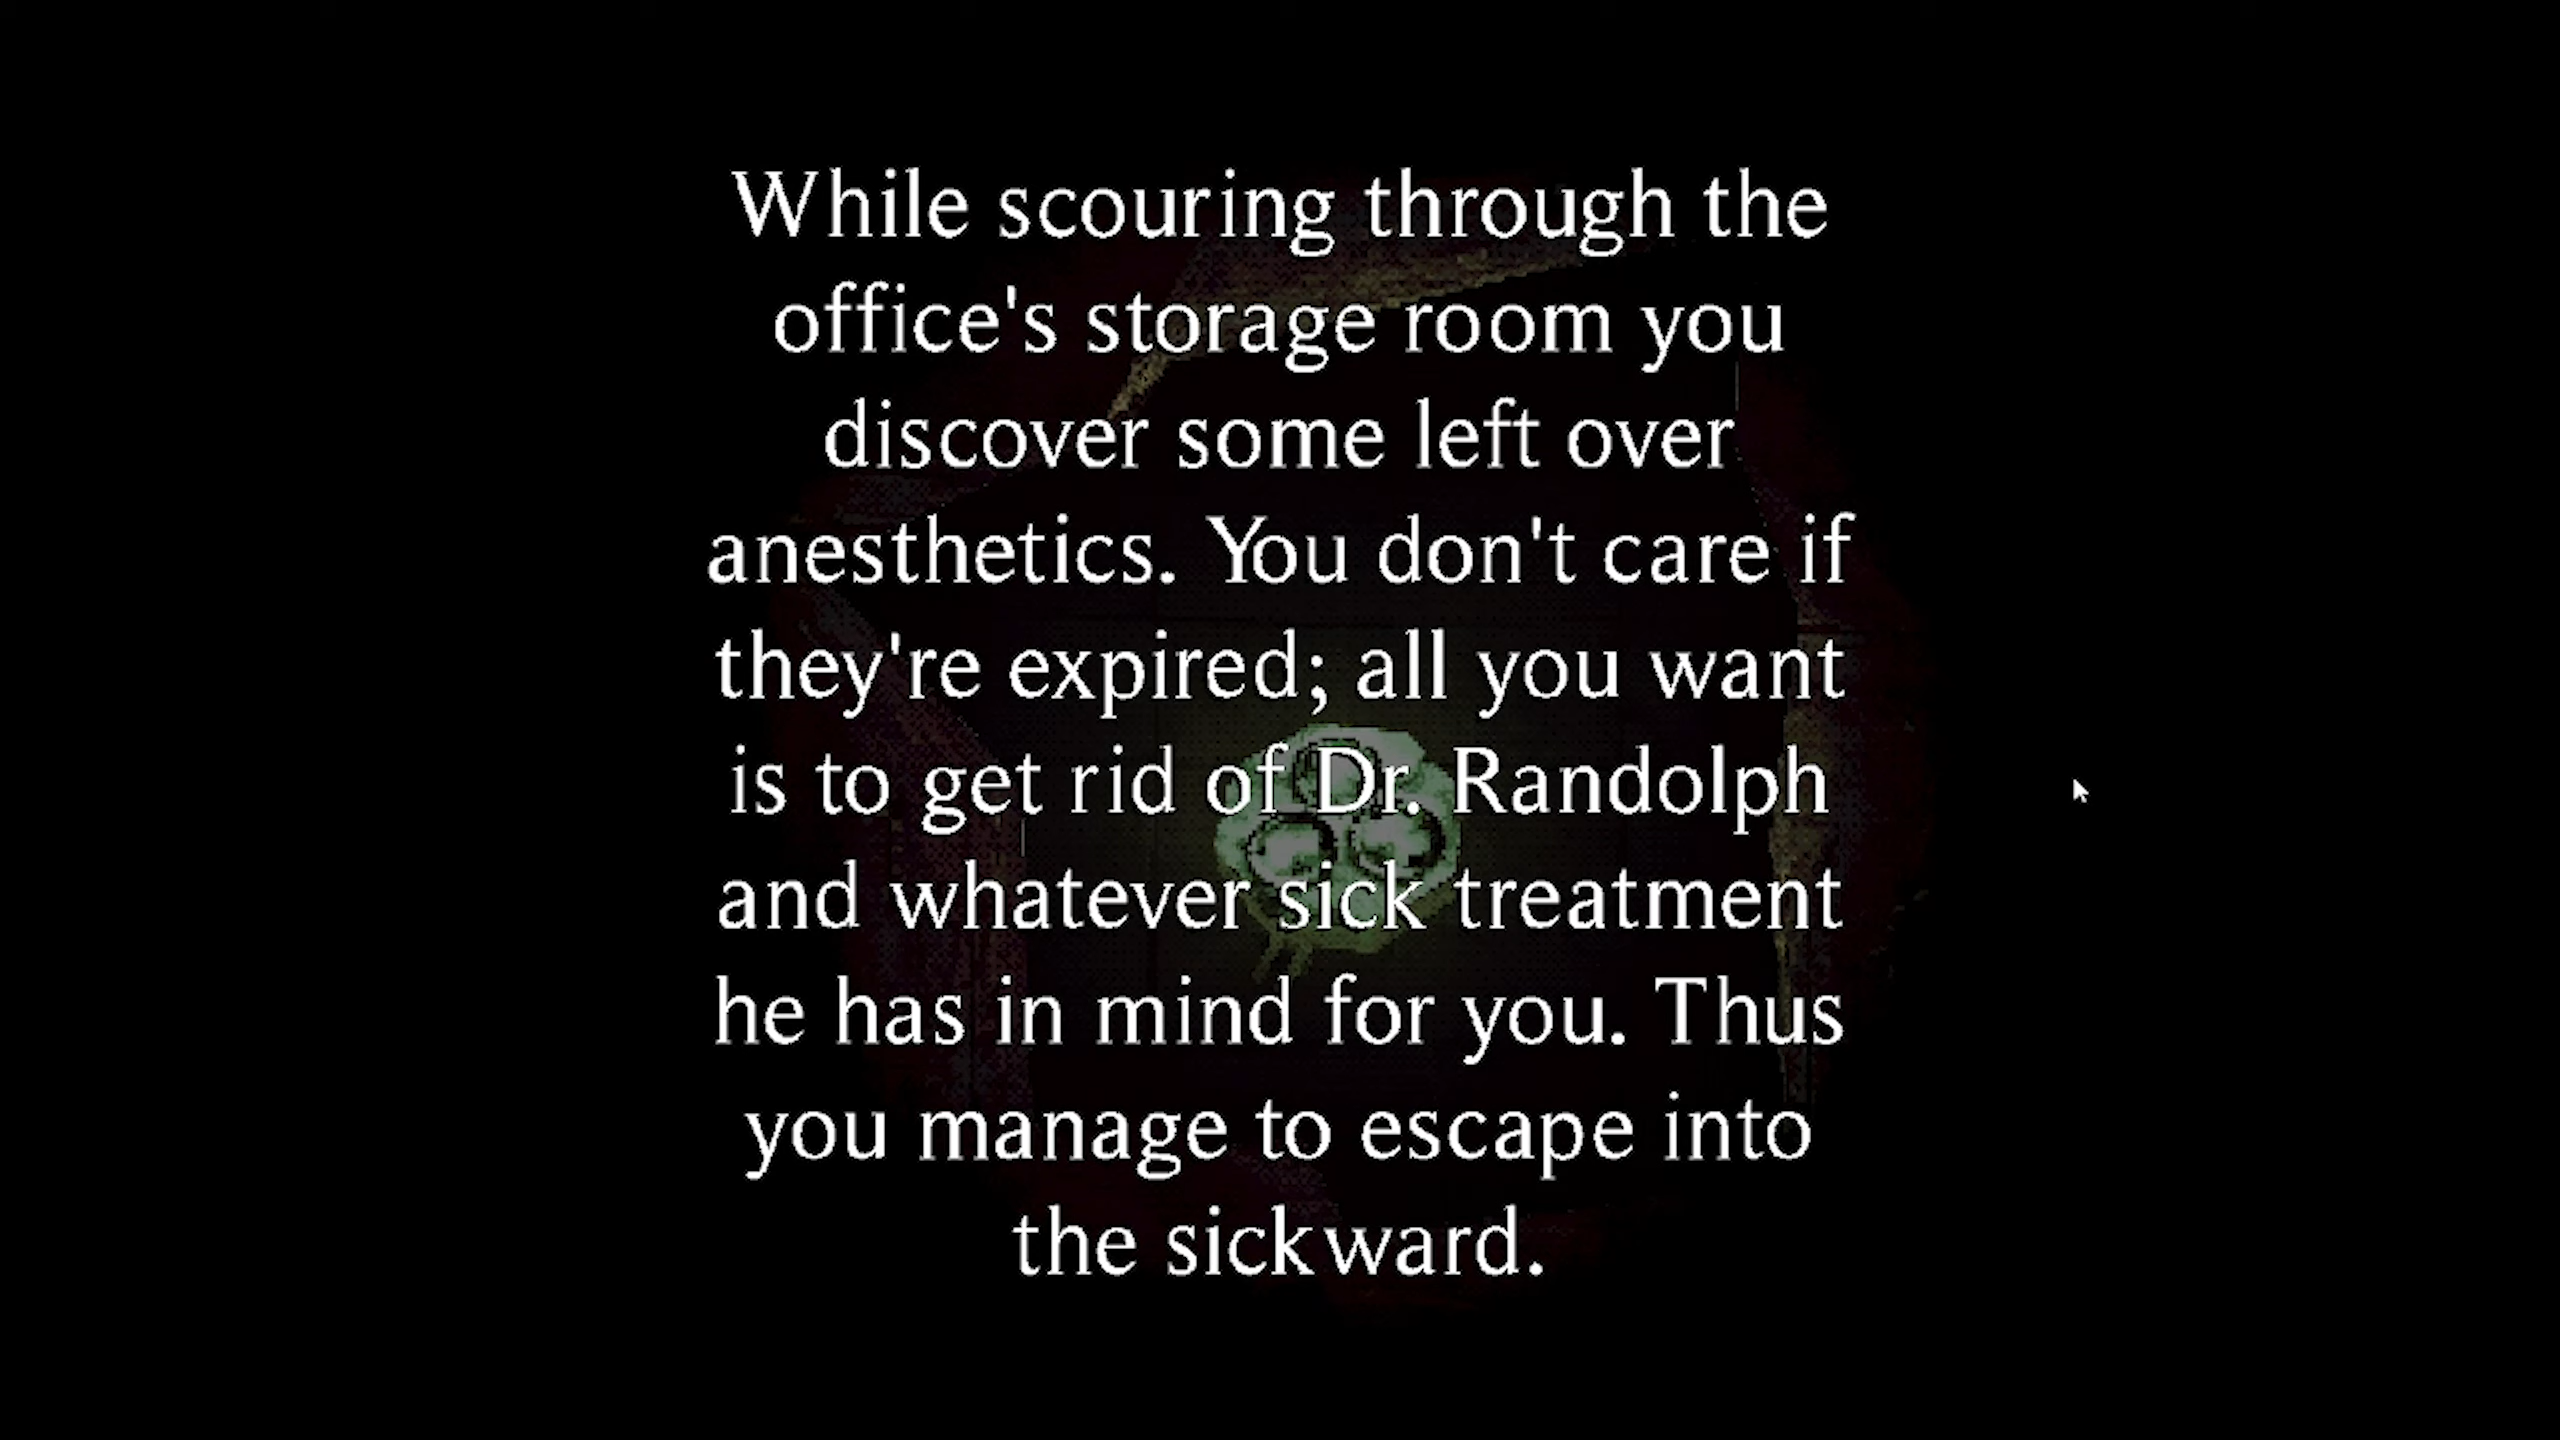 While scouring through the
office's storage room you
discover some left over
anesthetics. You don't care if
they're expired; all you want
is to get rid of Dr. Randolph
and whatever sick treatment
he has in mind for you. Thus
you manage to escape into
the sickward.